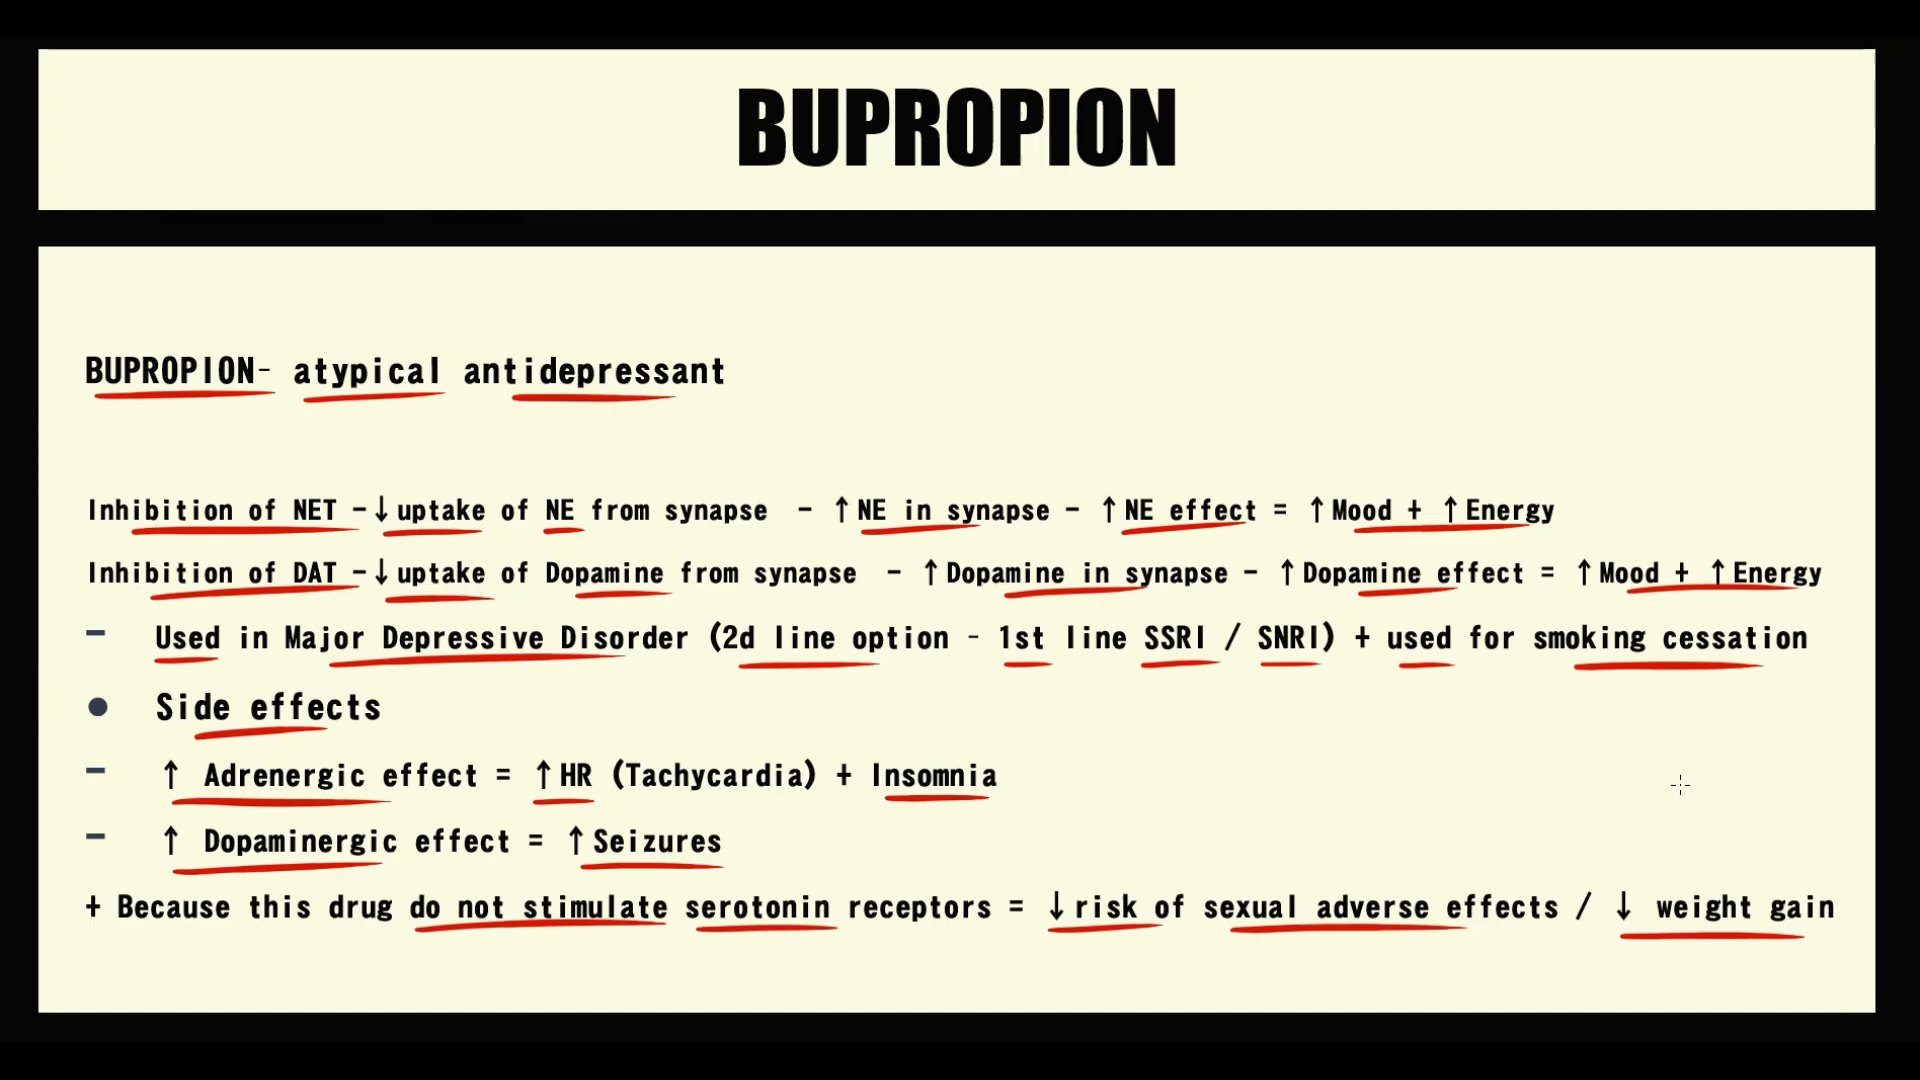 BUPROPION
BUPROPION- atypical antidepressant
Inhibition of NET -↓uptake of NE from synapse - ↑NE in synapse - ↑NE effect = ↑Mood + ↑Energy
Inhibition of DAT -↓uptake of Dopamine from synapse - ↑Dopamine in synapse - ↑Dopamine effect = ↑Mood + ↑Energy
- Used in Major Depressive Disorder (2d line option - 1st line SSRI / SNRI) + used for smoking cessation
● Side effects
- ↑ Adrenergic effect = ↑HR (Tachycardia) + Insomnia
- ↑ Dopaminergic effect = ↑Seizures
+ Because this drug do not stimulate serotonin receptors = ↓risk of sexual adverse effects / ↓ weight gain